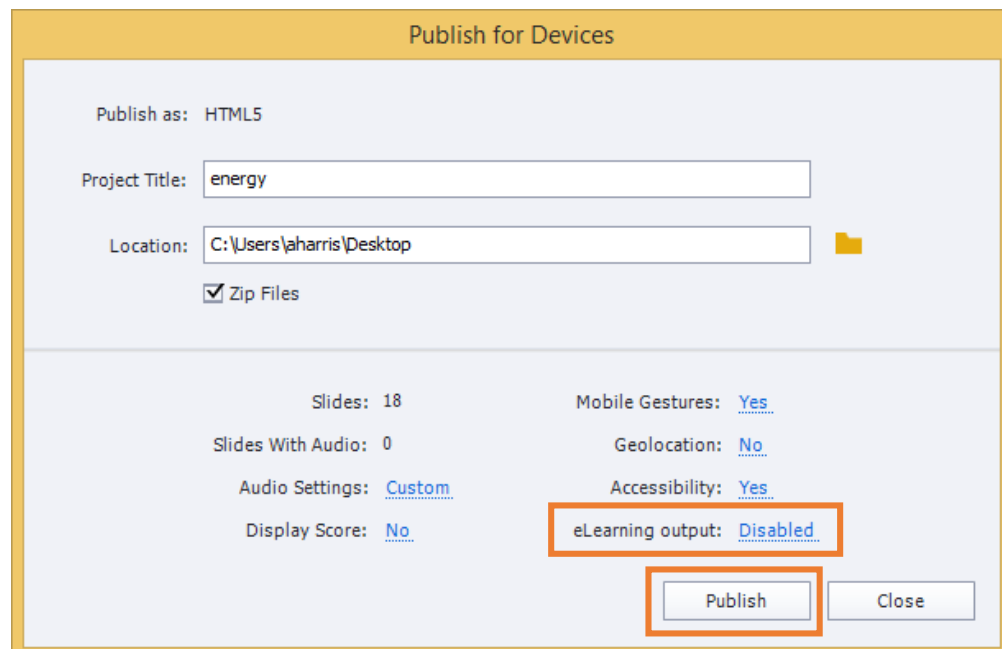 Publish for Devices
Publish as: HTML5
Project Title: energy
Location: C:\Users\aharris\Desktop
Zip Files
Slides: 18
Mobile Gestures: Yes
Slides With Audio: 0
Geolocation: No
Audio Settings: Custom
Accessibility: Yes
Display Score: No
eLearning output: Disabled
Publish
Close